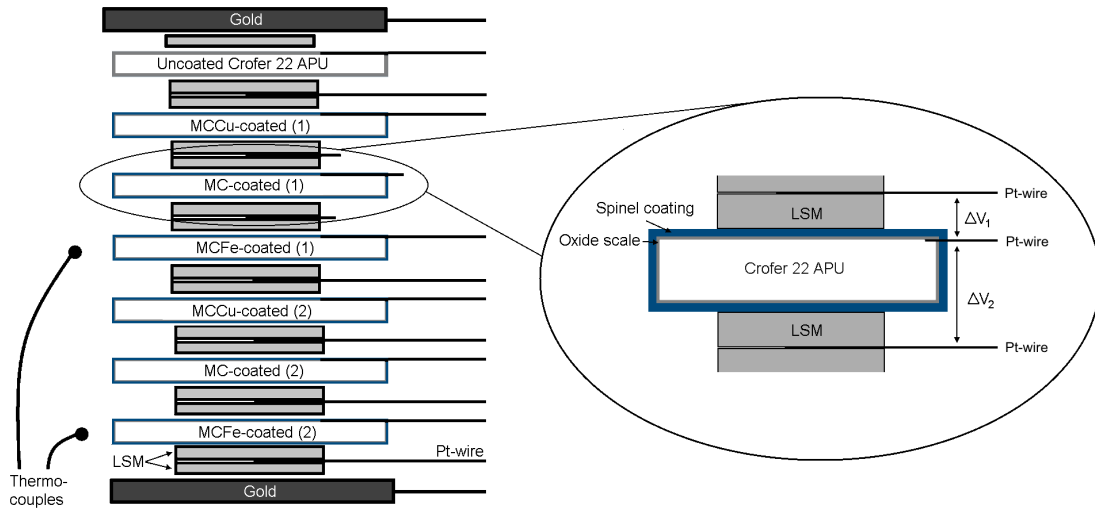 Gold
Uncoated Crofer 22 APU
MCCu-coated (1)
MC-coated (1)
MCFe-coated (1)
MCCu-coated (2)
MC-coated (2)
MCFe-coated (2)
LSM
Pt-wire
Gold
Thermo-
couples
Pt-wire
LSM
ΔV1
Spinel coating
Oxide scale
Pt-wire
Crofer 22 APU
ΔV2
LSM
Pt-wire